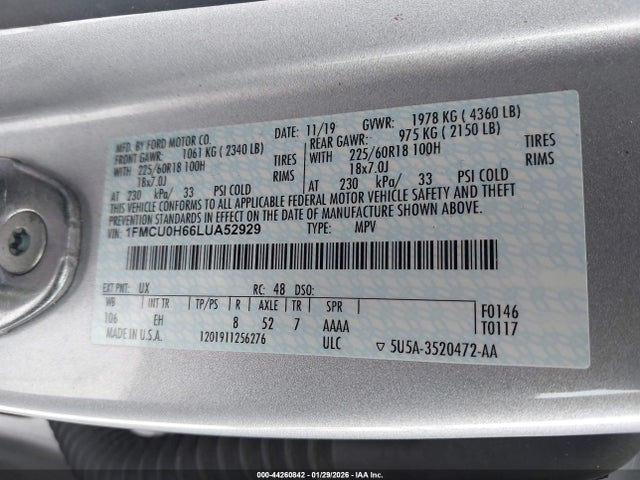 MFD. BY FORD MOTOR CO.
DATE: 11/19 GVWR: 1978 KG ( 4360 LB)
FRONT GAWR: 1061 KG ( 2340 LB)
REAR GAWR: 975 KG ( 2150 LB)
WITH 225/60R18 100H TIRES
18x7.0J RIMS
AT 230 kPa/ 33 PSI COLD
WITH 225/60R18 100H TIRES
18x7.0J RIMS
AT 230 kPa/ 33 PSI COLD
THIS VEHICLE CONFORMS TO ALL APPLICABLE FEDERAL MOTOR VEHICLE SAFETY AND THEFT
PREVENTION STANDARDS IN EFFECT ON THE DATE OF MANUFACTURE SHOWN ABOVE.
VIN: 1FMCU0H66LUA52929 TYPE: MPV
EXT PNT: UX RC: 48 DSO:
WB INT TR TP/PS R AXLE TR SPR
106 EH 8 52 7 AAAA
F0146
T0117
MADE IN U.S.A. 1201911256276 ULC ▽5U5A-3520472-AA
000-44260842 | 01/29/2026 - IAA Inc.